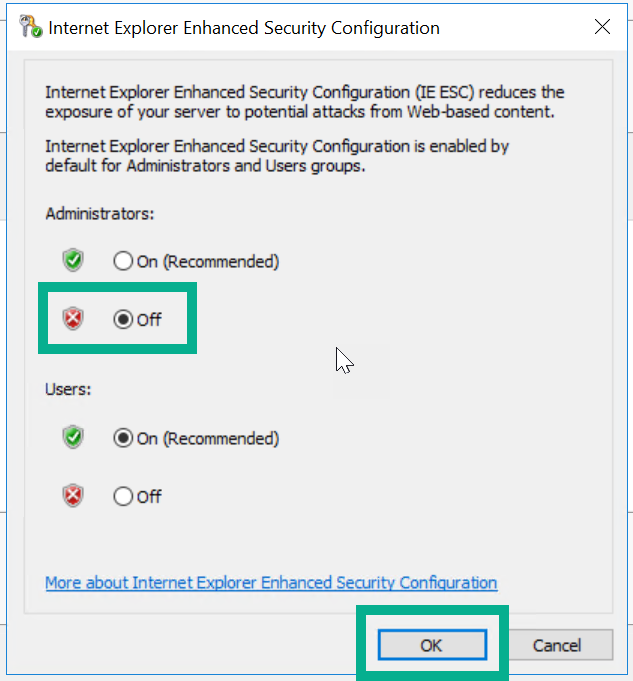 Internet Explorer Enhanced Security Configuration
Internet Explorer Enhanced Security Configuration (IE ESC) reduces the
exposure of your server to potential attacks from Web-based content.
Internet Explorer Enhanced Security Configuration is enabled by
default for Administrators and Users groups.
Administrators:
On (Recommended)
Off
Users:
On (Recommended)
Off
More about Internet Explorer Enhanced Security Configuration
OK
Cancel